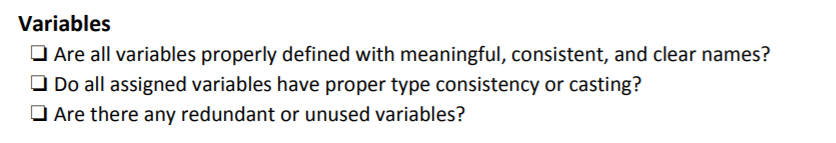 Variables
❏ Are all variables properly defined with meaningful, consistent, and clear names?
❏ Do all assigned variables have proper type consistency or casting?
❏ Are there any redundant or unused variables?